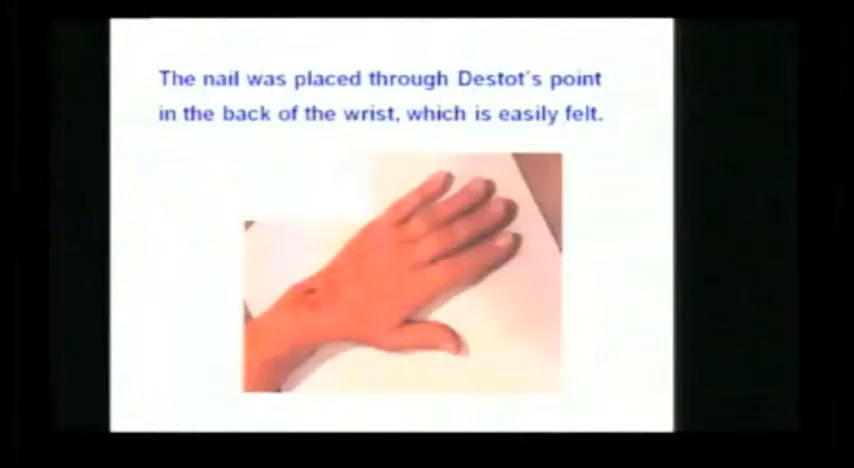 The nail was placed through Destot's point
in the back of the wrist, which is easily felt.